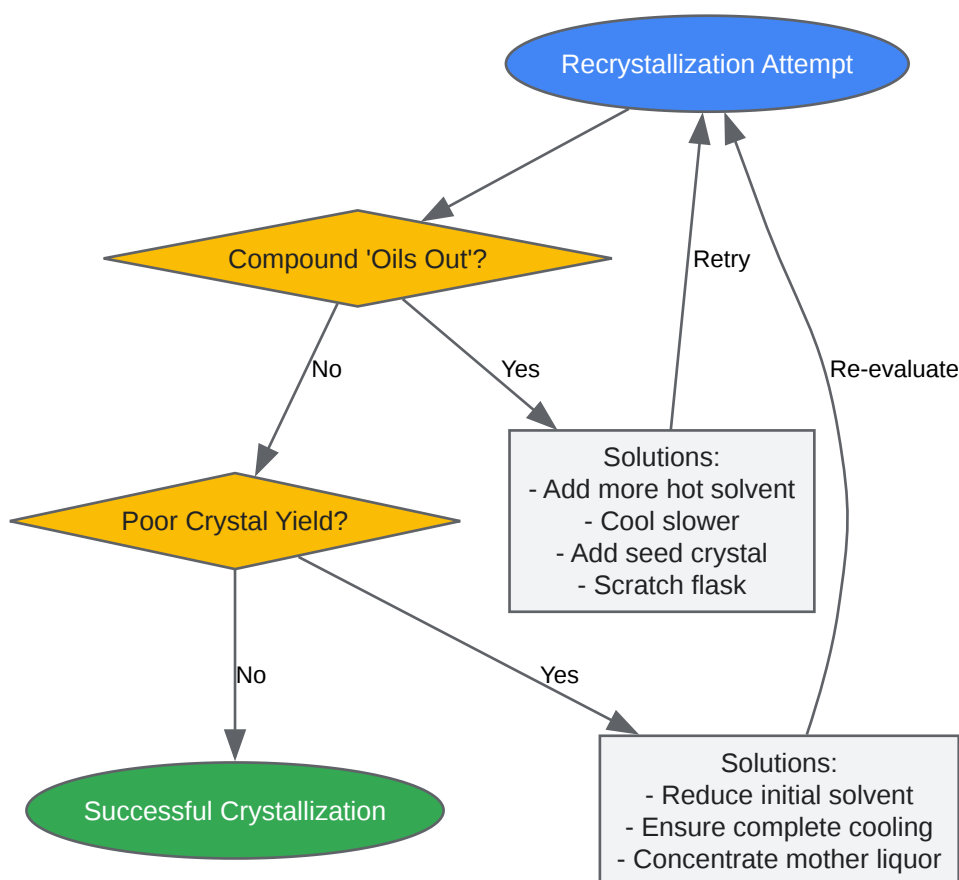 Recrystallization Attempt
Compound 'Oils Out'?
Retry
No
Yes
Re-evaluate
Solutions:
- Add more hot solvent
- Cool slower
- Add seed crystal
- Scratch flask
Poor Crystal Yield?
No
Yes
Solutions:
- Reduce initial solvent
- Ensure complete cooling
- Concentrate mother liquor
Successful Crystallization